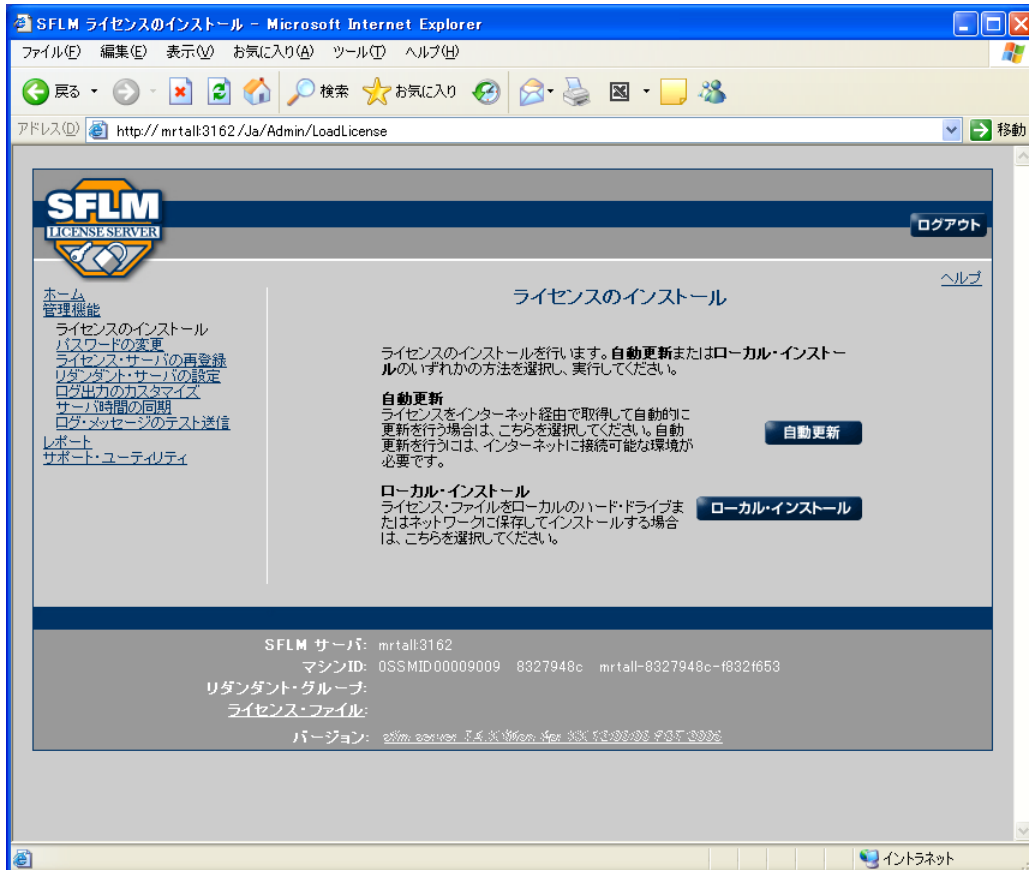 SFLM ライセンスのインストール - Microsoft Internet Explorer
ファイル(F) 編集(E) 表示(V) お気に入り(A) ツール(T) ヘルプ(H)
戻る 検索 お気に入り
アドレス(D) http://mrtall:3162/Ja/Admin/LoadLicense 移動
SFLM
LICENSE SERVER
ログアウト
ヘルプ
ホーム
管理機能
ライセンスのインストール
パスワードの変更
ライセンス・サーバの再登録
リダンダント・サーバの設定
ログ出力のカスタマイズ
サーバ時間の同期
ログ・メッセージのテスト送信
レポート
サポート・ユーティリティ
ライセンスのインストール
ライセンスのインストールを行います。自動更新またはローカル・インストー
ルのいずれかの方法を選択し、実行してください。
自動更新
ライセンスをインターネット経由で取得して自動的に
更新を行う場合は、こちらを選択してください。自動
更新を行うには、インターネットに接続可能な環境が
必要です。
自動更新
ローカル・インストール
ライセンス・ファイルをローカルのハード・ドライブま
たはネットワークに保存してインストールする場合
は、こちらを選択してください。
ローカル・インストール
SFLM サーバ: mrtall:3162
マシンID: 0SSMID00009009 8327948c mrtall-8327948c-f832f653
リダンダント・グループ:
ライセンス・ファイル:
バージョン:
イントラネット